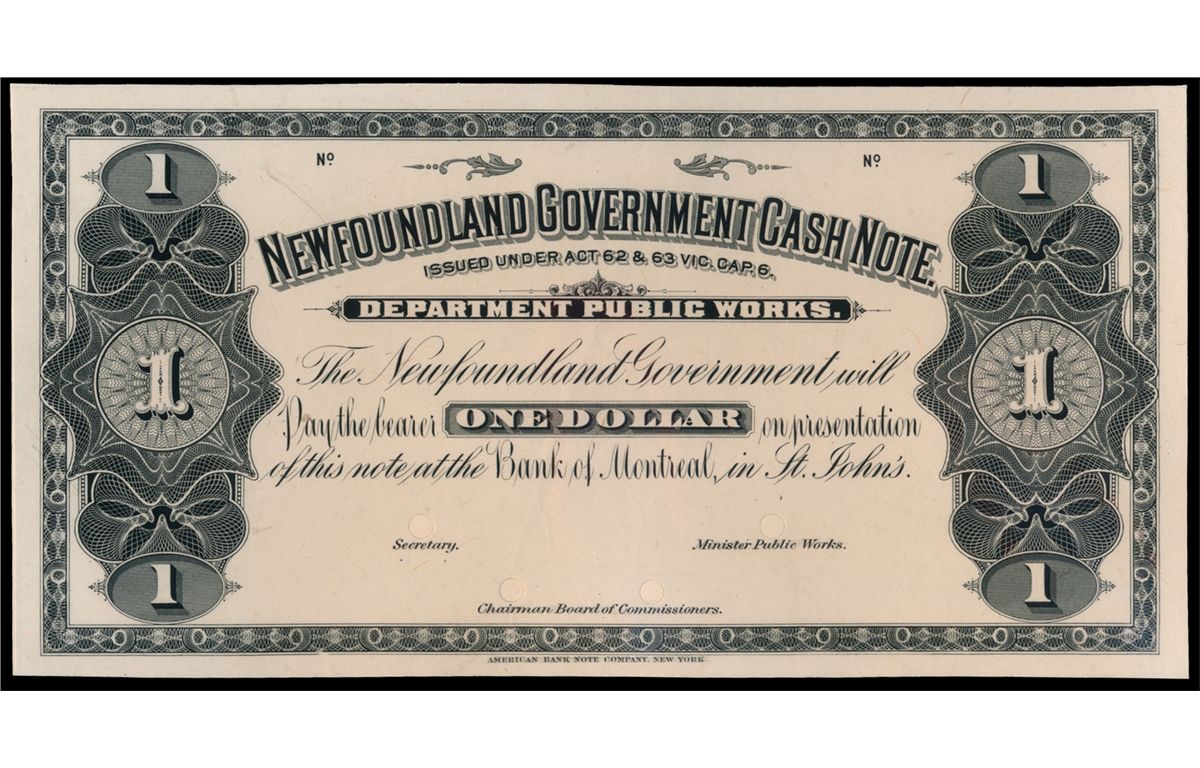 1
Nº
Nº
1
NEWFOUNDLAND GOVERNMENT CASH NOTE.
ISSUED UNDER ACT 62 & 63 VIC. CAP. 6.
DEPARTMENT PUBLIC WORKS.
The Newfoundland Government will
1
1
Pay the bearer ONE DOLLAR on presentation
of this note at the Bank of Montreal, in St. John's.
Secretary.
Minister Public Works.
1
1
Chairman Board of Commissioners.
AMERICAN BANK NOTE COMPANY, NEW YORK